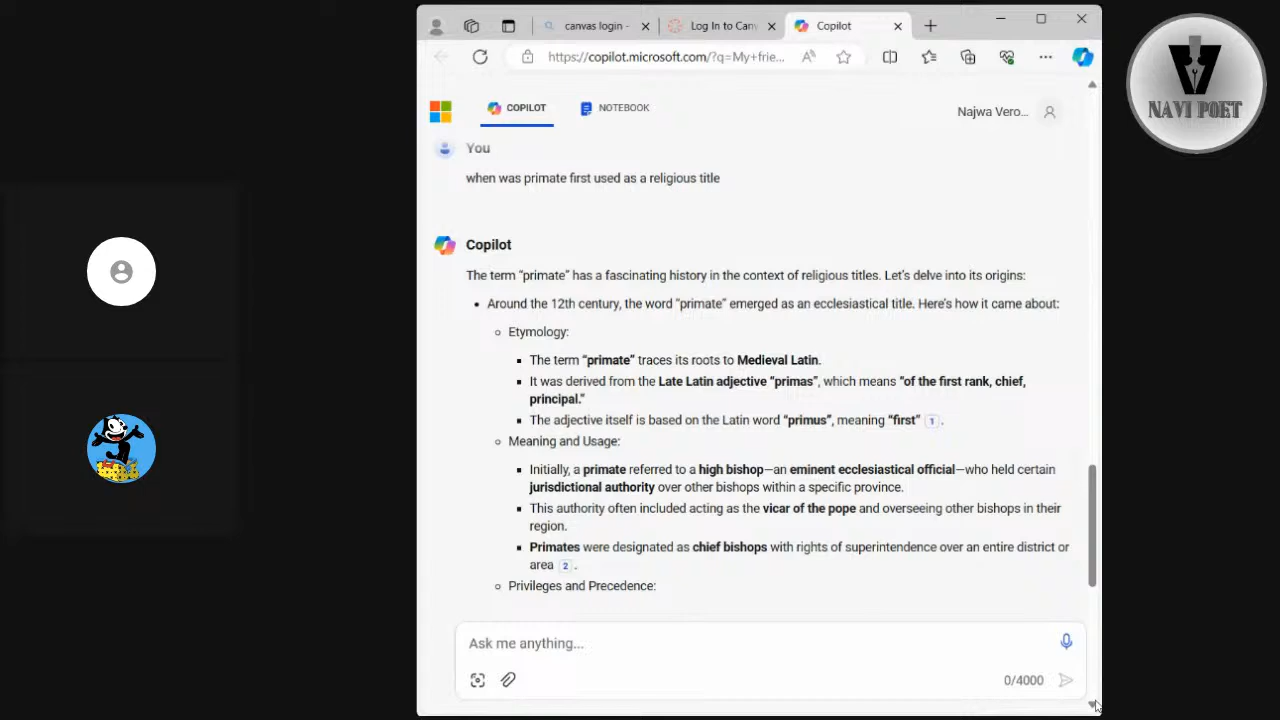 canvas login -
Log In to Canv
Copilot
https://copilot.microsoft.com/?q=My+frie...
COPILOT
NOTEBOOK
Najwa Vero...
NAVI POET
You
when was primate first used as a religious title
Copilot
The term “primate” has a fascinating history in the context of religious titles. Let’s delve into its origins:
Around the 12th century, the word “primate” emerged as an ecclesiastical title. Here’s how it came about:
Etymology:
The term “primate” traces its roots to Medieval Latin.
It was derived from the Late Latin adjective “primas”, which means “of the first rank, chief,
principal.”
The adjective itself is based on the Latin word “primus”, meaning “first” 1 .
Meaning and Usage:
Initially, a primate referred to a high bishop—an eminent ecclesiastical official—who held certain
jurisdictional authority over other bishops within a specific province.
This authority often included acting as the vicar of the pope and overseeing other bishops in their
region.
Primates were designated as chief bishops with rights of superintendence over an entire district or
area 2 .
Privileges and Precedence:
Ask me anything...
0/4000